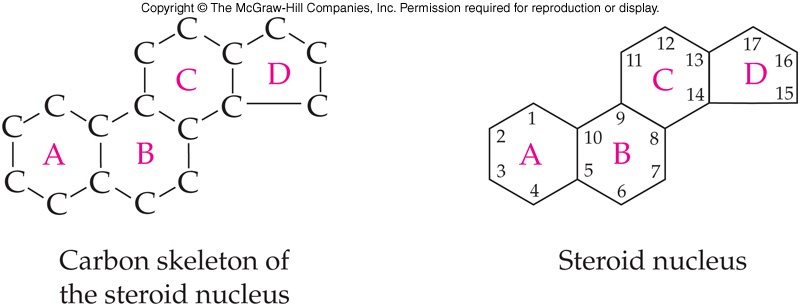 Copyright © The McGraw-Hill Companies, Inc. Permission required for reproduction or display.
C C
C C C C
C D
C C C C
C C C
A B
C C C
C C
Carbon skeleton of
the steroid nucleus
12 17
11 13 16
C D
14 15
1 9
2 10 8
A B
3 5 7
4 6
Steroid nucleus